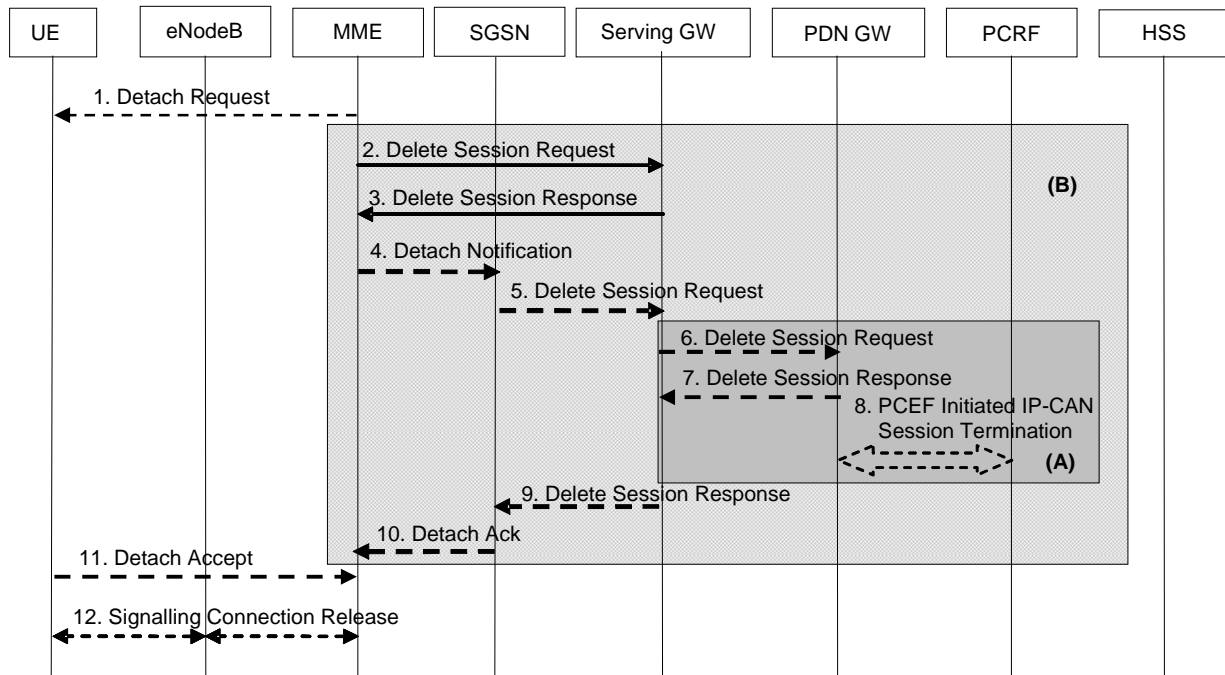 UE eNodeB MME SGSN Serving GW PDN GW PCRF HSS
1. Detach Request
2. Delete Session Request
(B)
3. Delete Session Response
4. Detach Notification
5. Delete Session Request
6. Delete Session Request
7. Delete Session Response
8. PCEF Initiated IP-CAN
Session Termination
(A)
9. Delete Session Response
10. Detach Ack
11. Detach Accept
12. Signalling Connection Release